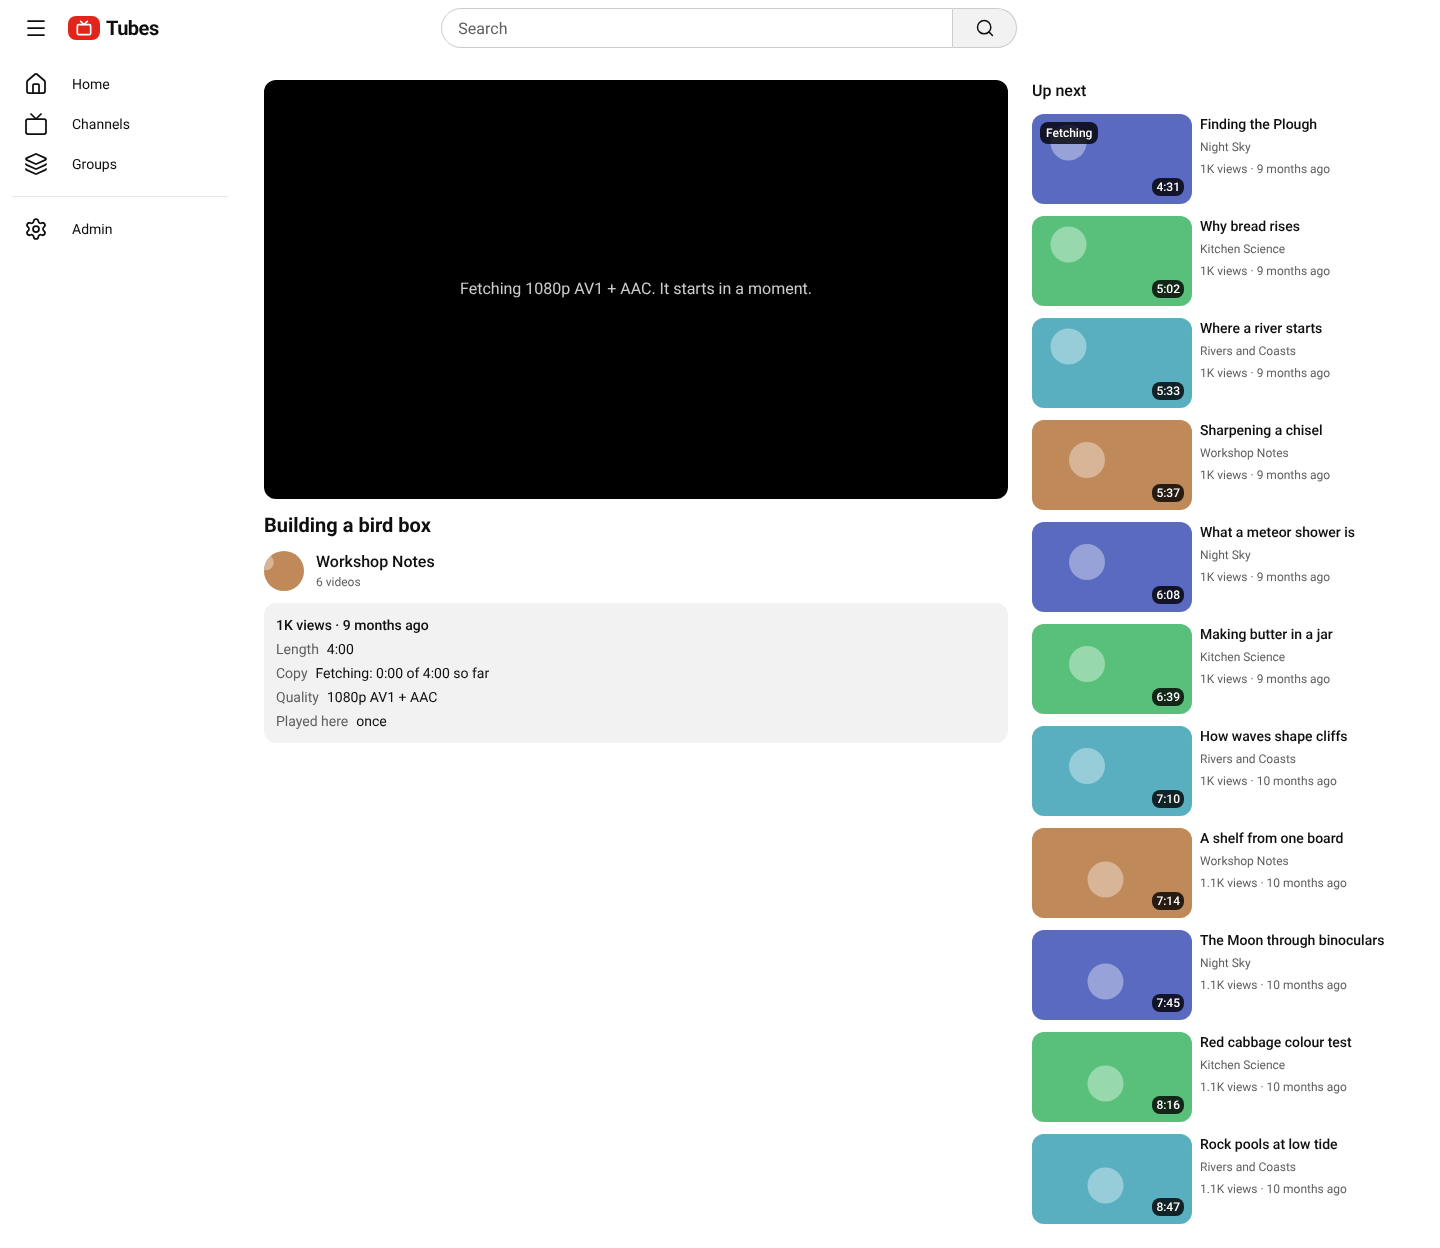 Tubes
Search
Home
Channels
Groups
Admin
Fetching 1080p AV1 + AAC. It starts in a moment.
Building a bird box
Workshop Notes
6 videos
1K views · 9 months ago
Length 4:00
Copy Fetching: 0:00 of 4:00 so far
Quality 1080p AV1 + AAC
Played here once
Up next
Fetching
4:31
Finding the Plough
Night Sky
1K views · 9 months ago
5:02
Why bread rises
Kitchen Science
1K views · 9 months ago
5:33
Where a river starts
Rivers and Coasts
1K views · 9 months ago
5:37
Sharpening a chisel
Workshop Notes
1K views · 9 months ago
6:08
What a meteor shower is
Night Sky
1K views · 9 months ago
6:39
Making butter in a jar
Kitchen Science
1K views · 9 months ago
7:10
How waves shape cliffs
Rivers and Coasts
1K views · 10 months ago
7:14
A shelf from one board
Workshop Notes
1.1K views · 10 months ago
7:45
The Moon through binoculars
Night Sky
1.1K views · 10 months ago
8:16
Red cabbage colour test
Kitchen Science
1.1K views · 10 months ago
8:47
Rock pools at low tide
Rivers and Coasts
1.1K views · 10 months ago